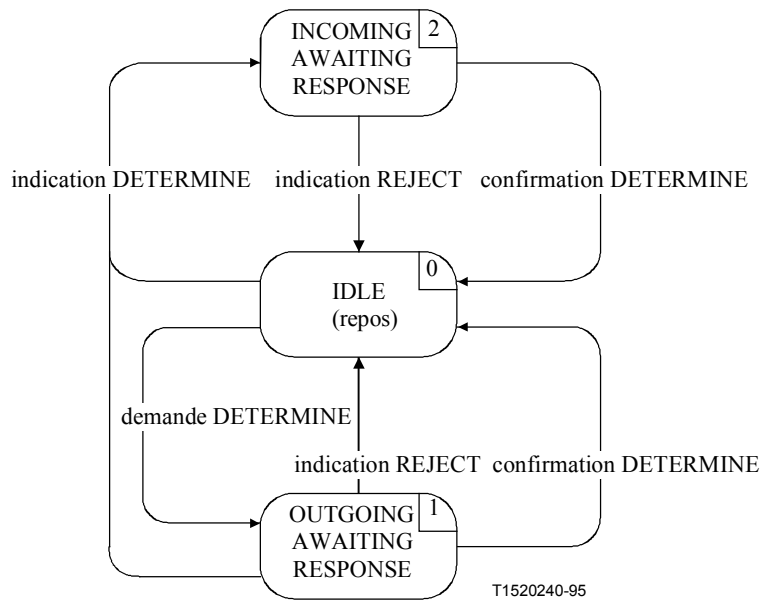 INCOMING 2
AWAITING
RESPONSE
indication DETERMINE indication REJECT confirmation DETERMINE
0
IDLE
(repos)
demande DETERMINE
indication REJECT confirmation DETERMINE
OUTGOING 1
AWAITING
RESPONSE
T1520240-95